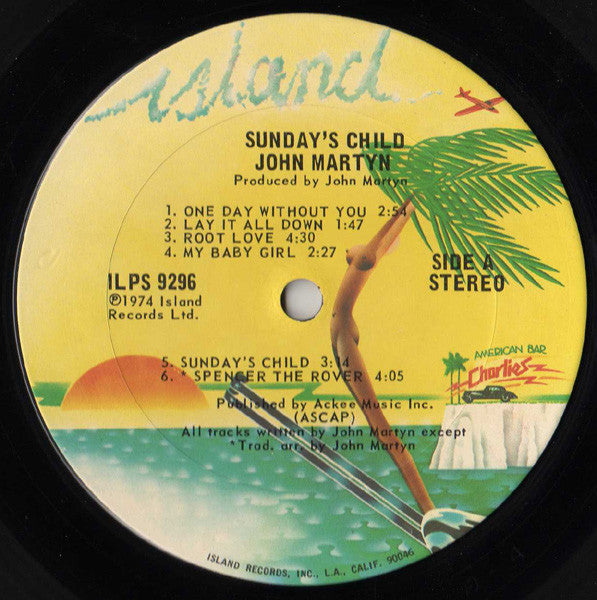 island
SUNDAY'S CHILD
JOHN MARTYN
Produced by John Martyn
1. ONE DAY WITHOUT YOU 2:54
2. LAY IT ALL DOWN 1:47
3. ROOT LOVE 4:30
4. MY BABY GIRL 2:27
SIDE A
STEREO
ILPS 9296
℗1974 Island
Records Ltd.
AMERICAN BAR
Charlies
5. SUNDAY'S CHILD 3:14
6. * SPENCER THE ROVER 4:05
Published by Ackee Music Inc.
(ASCAP)
All tracks written by John Martyn except
*Trad. arr. by John Martyn
ISLAND RECORDS, INC., L.A., CALIF. 90046